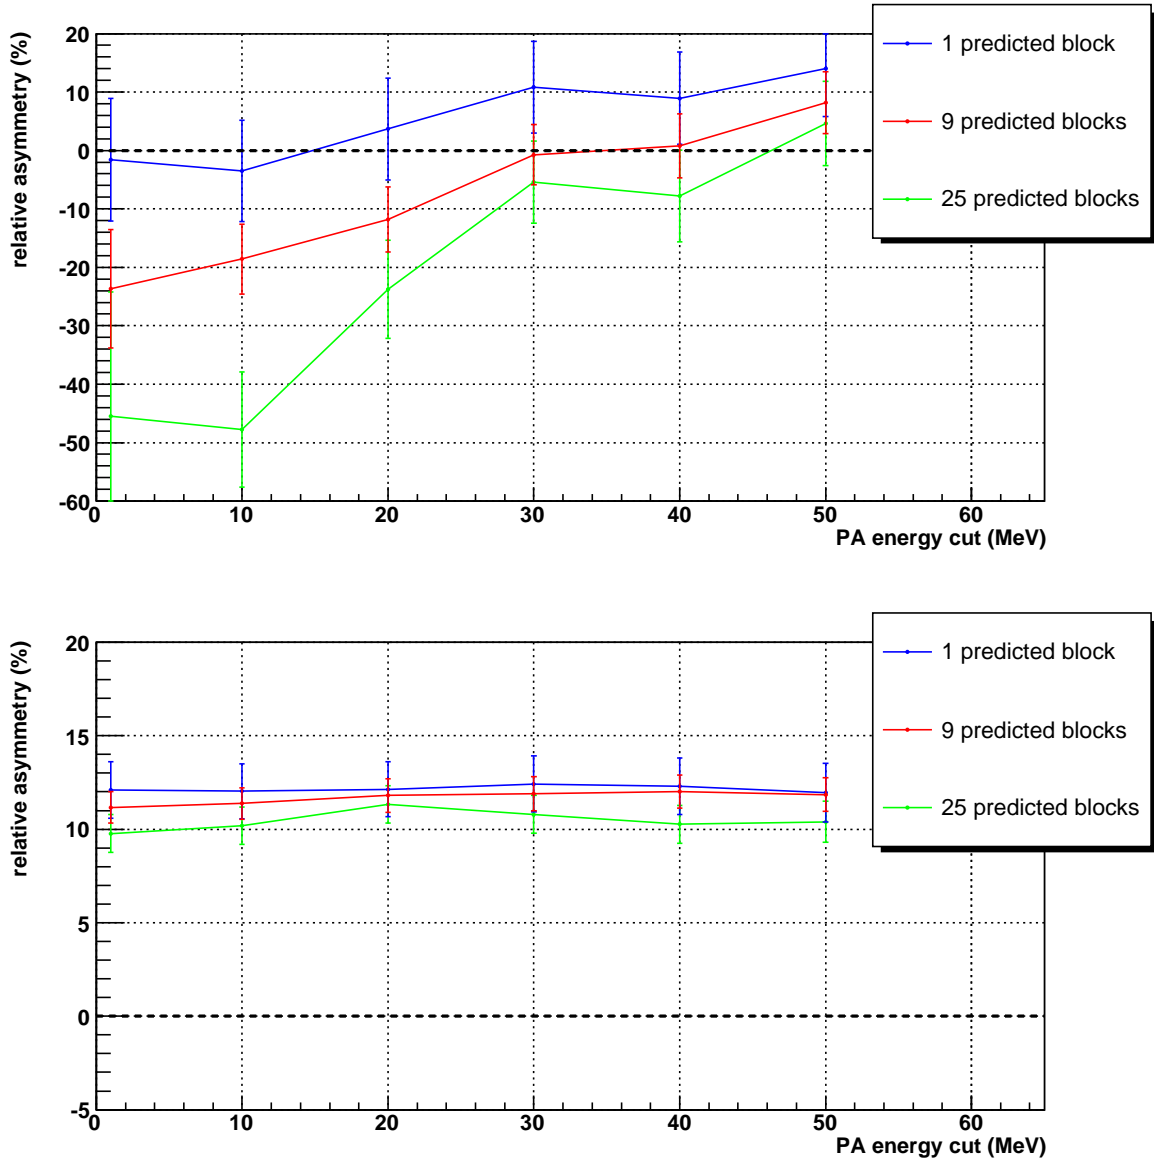 relative asymmetry (%)
20
10
0
-10
-20
-30
-40
-50
-60
0 10 20 30 40 50 60
PA energy cut (MeV)
1 predicted block
9 predicted blocks
25 predicted blocks
relative asymmetry (%)
20
15
10
5
0
-5
0 10 20 30 40 50 60
PA energy cut (MeV)
1 predicted block
9 predicted blocks
25 predicted blocks